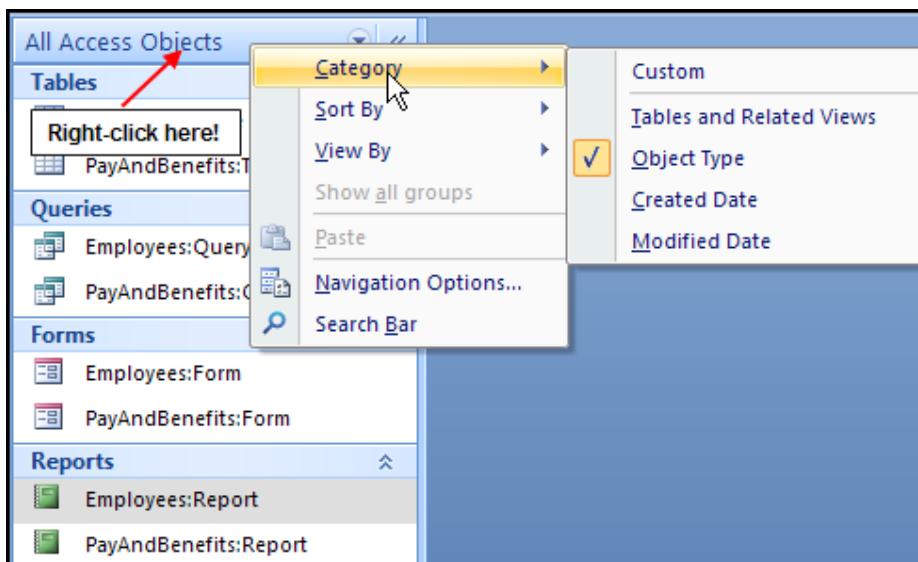 All Access Objects
Tables
Right-click here!
PayAndBenefits:T
Queries
Employees:Query
PayAndBenefits:
Forms
Employees:Form
PayAndBenefits:Form
Reports
Employees:Report
PayAndBenefits:Report
Category
Sort By
View By
Show all groups
Paste
Navigation Options...
Search Bar
Custom
Tables and Related Views
Object Type
Created Date
Modified Date